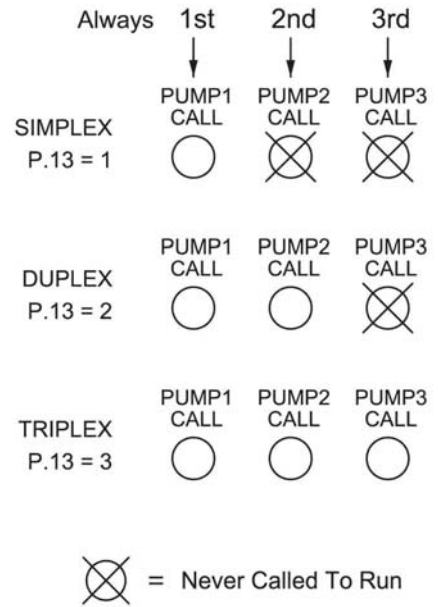 Always 1st 2nd 3rd
PUMP1 PUMP2 PUMP3
CALL CALL CALL
SIMPLEX
P.13 = 1
PUMP1 PUMP2 PUMP3
CALL CALL CALL
DUPLEX
P.13 = 2
PUMP1 PUMP2 PUMP3
CALL CALL CALL
TRIPLEX
P.13 = 3
= Never Called To Run